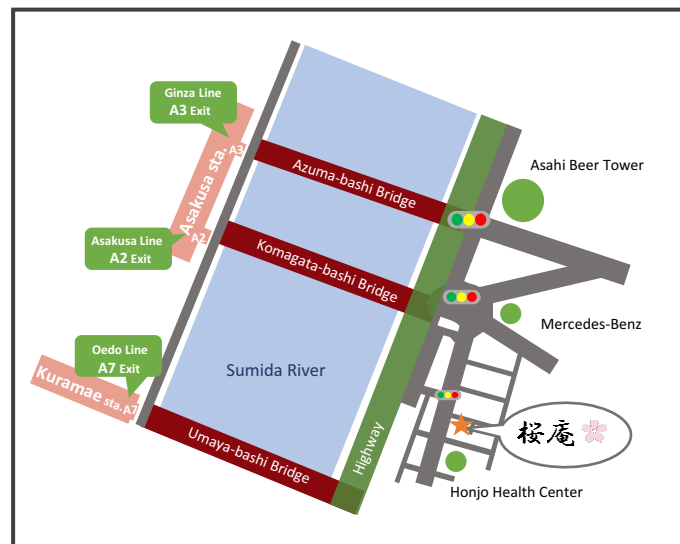 Ginza Line
A3 Exit
Asakusa sta.
A3
A2
Asakusa Line
A2 Exit
Azuma-bashi Bridge
Asahi Beer Tower
Komagata-bashi Bridge
Mercedes-Benz
Oedo Line
A7 Exit
Kuramae sta.
A7
Sumida River
Umaya-bashi Bridge
Highway
桜庵
Honjo Health Center